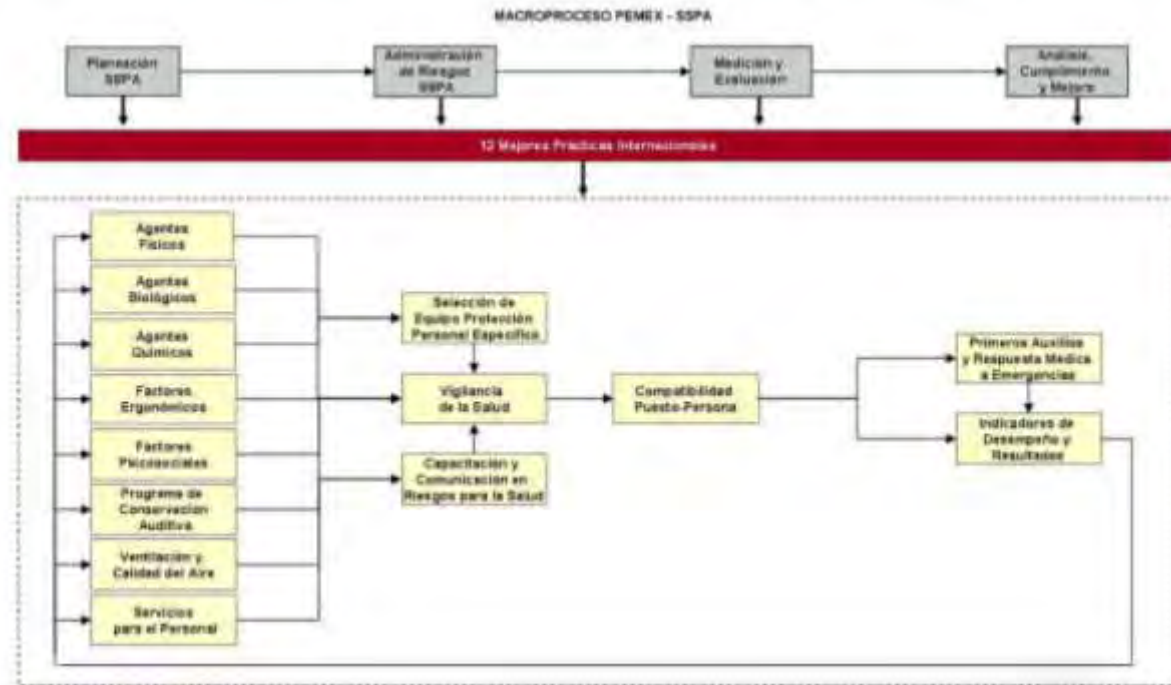 MACROPROCESO PEMEX - SSPA
Planeación
SSPA
Administración
de Riesgos
SSPA
Medición y
Evaluación
Análisis,
Cumplimiento
y Mejora
12 Mejores Prácticas Internacionales
Agentes
Físicos
Agentes
Biológicos
Agentes
Químicos
Factores
Ergonómicos
Factores
Psicosociales
Programa de
Conservación
Auditiva
Ventilación y
Calidad del Aire
Servicios
para el Personal
Selección de
Equipo Protección
Personal Específica
Vigilancia
de la Salud
Capacitación y
Comunicación en
Riesgos para la Salud
Compatibilidad
Puesto-Persona
Primeros Auxilios
y Respuesta Médica
a Emergencias
Indicadores de
Desempeño y
Resultados